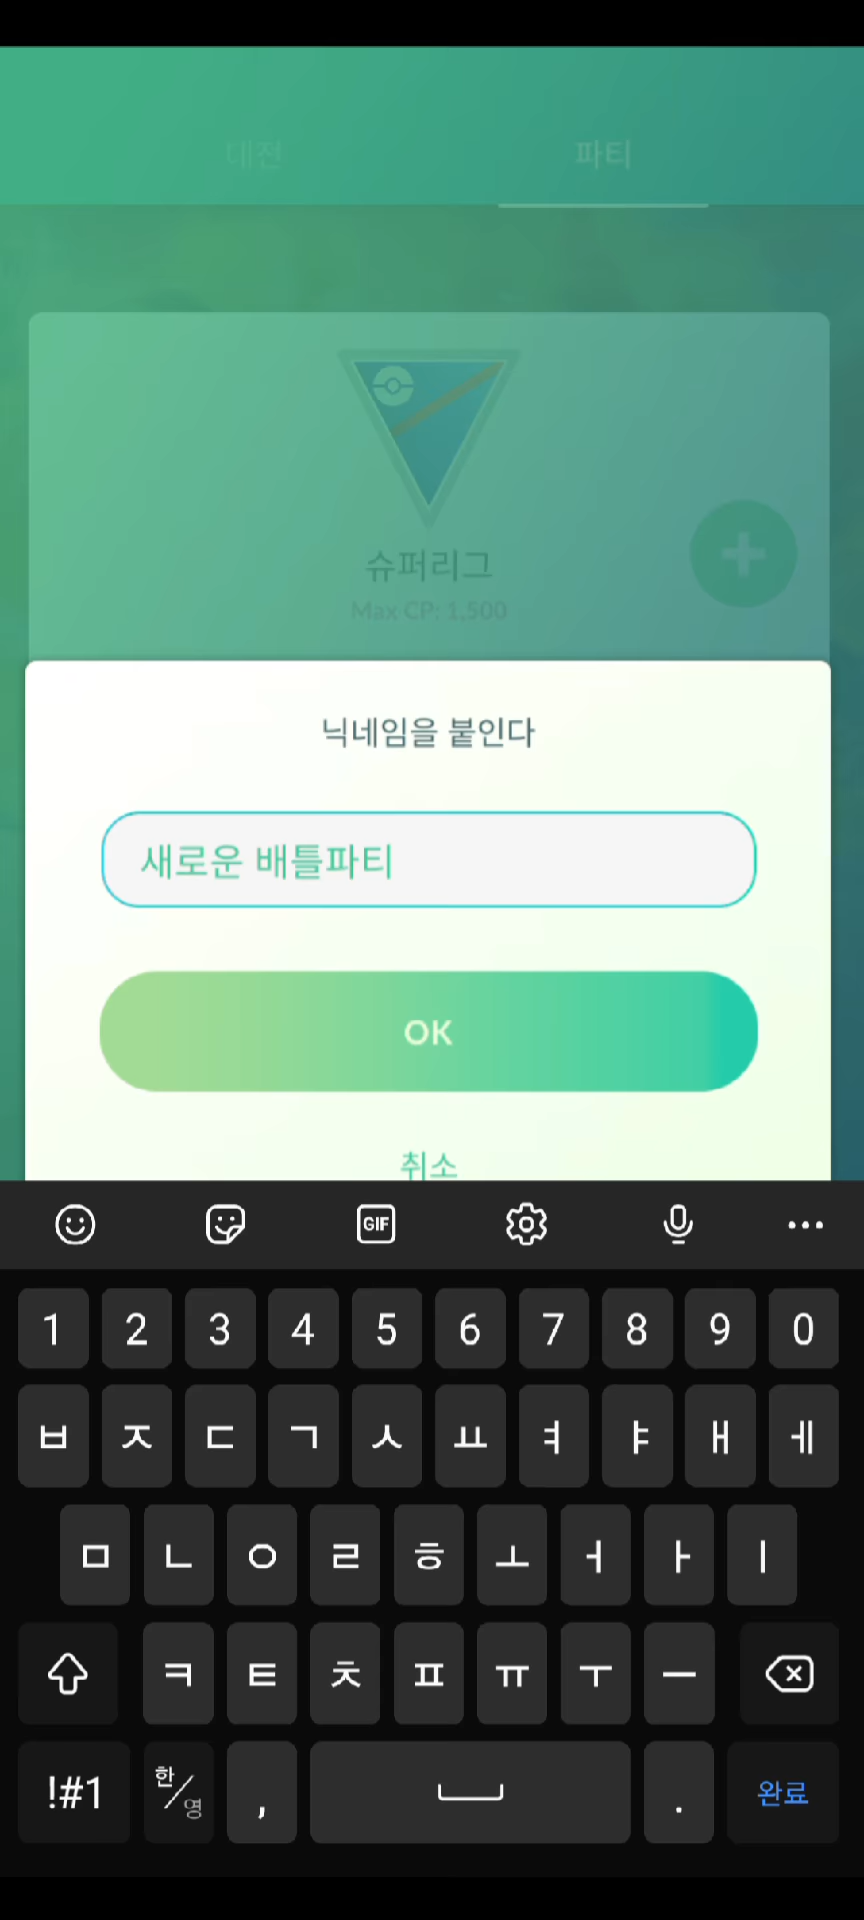 대전 파티
슈퍼리그
Max CP: 1,500
닉네임을 붙인다
새로운 배틀파티
OK
취소
GIF
1 2 3 4 5 6 7 8 9 0
ㅂ ㅈ ㄷ ㄱ ㅅ ㅛ ㅕ ㅑ ㅐ ㅔ
ㅁ ㄴ ㅇ ㄹ ㅎ ㅗ ㅓ ㅏ ㅣ
ㅋ ㅌ ㅊ ㅍ ㅠ ㅜ ㅡ
!#1 한/영 , . 완료